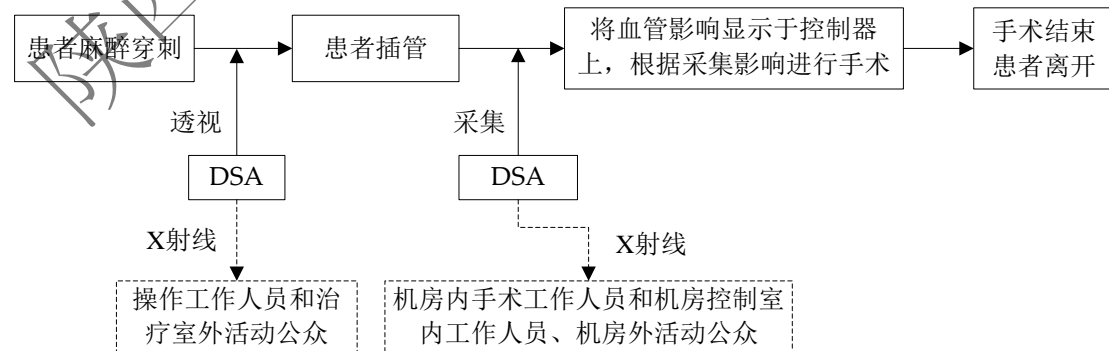 患者麻醉穿刺
患者插管
将血管影响显示于控制器
上，根据采集影响进行手术
手术结束
患者离开
透视
采集
DSA
DSA
X射线
X射线
操作工作人员和治
疗室外活动公众
机房内手术工作人员和机房控制室
内工作人员、机房外活动公众
陕